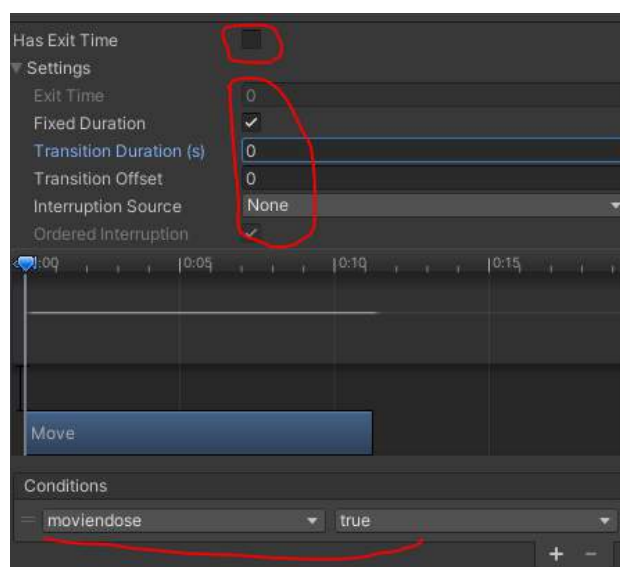 Has Exit Time
Settings
Exit Time 0
Fixed Duration
Transition Duration (s) 0
Transition Offset 0
Interruption Source None
Ordered Interruption
:00 0:05 0:10 0:15
Move
Conditions
moviendose true
+ -